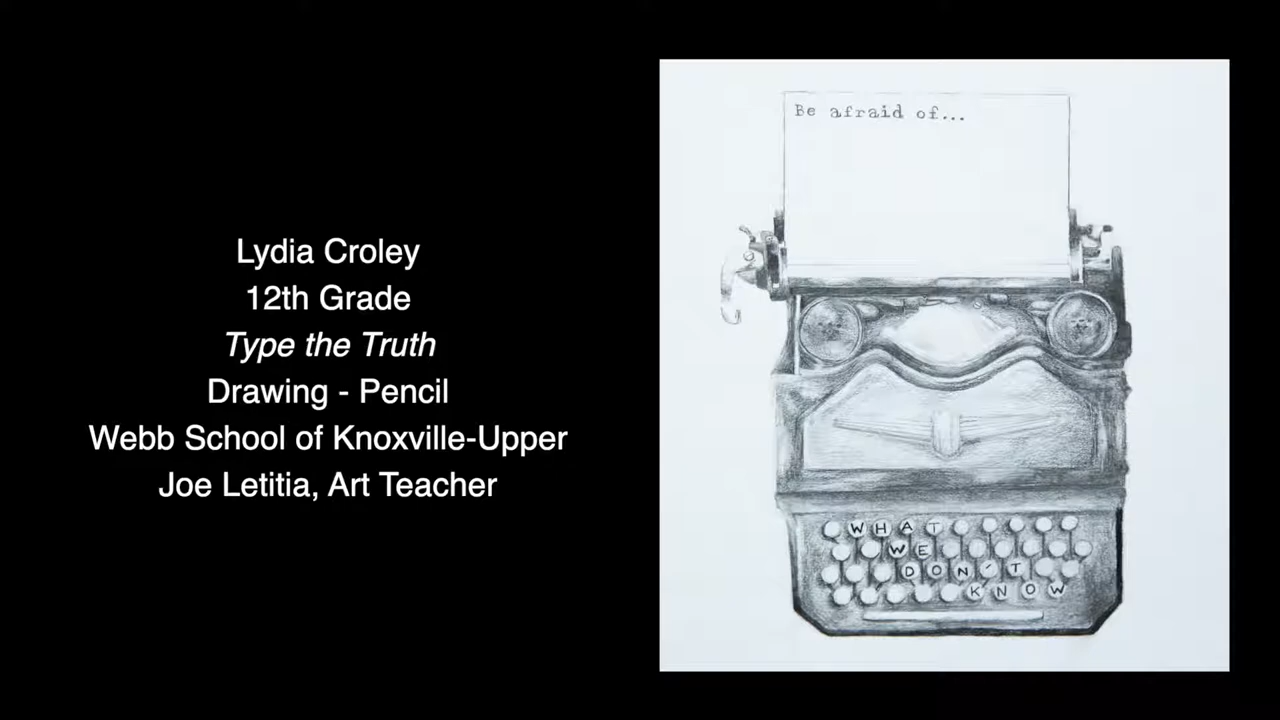 Lydia Croley
12th Grade
Type the Truth
Drawing - Pencil
Webb School of Knoxville-Upper
Joe Letitia, Art Teacher
Be afraid of...
WHAT
WE
DON'T
KNOW